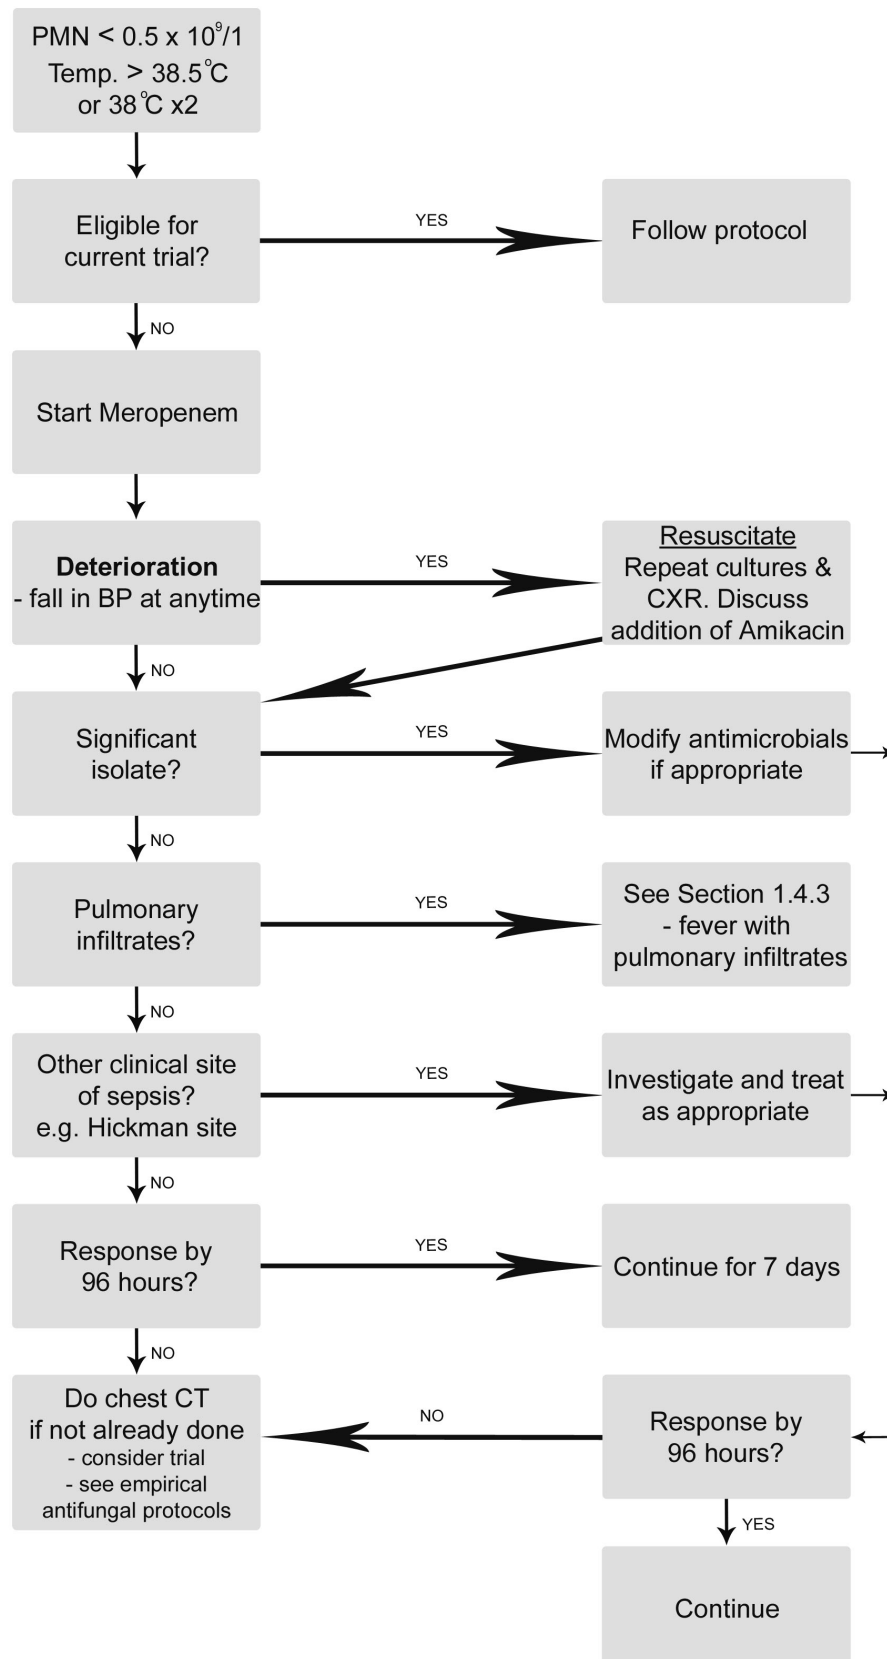 PMN < 0.5 x 10⁹/1
Temp. > 38.5°C
or 38°C x2
Eligible for
current trial?
YES
Follow protocol
NO
Start Meropenem
Deterioration
- fall in BP at anytime
YES
Resuscitate
Repeat cultures &
CXR. Discuss
addition of Amikacin
NO
Significant
isolate?
YES
Modify antimicrobials
if appropriate
NO
Pulmonary
infiltrates?
YES
See Section 1.4.3
- fever with
pulmonary infiltrates
NO
Other clinical site
of sepsis?
e.g. Hickman site
YES
Investigate and treat
as appropriate
NO
Response by
96 hours?
YES
Continue for 7 days
NO
Do chest CT
if not already done
- consider trial
- see empirical
antifungal protocols
NO
Response by
96 hours?
YES
Continue